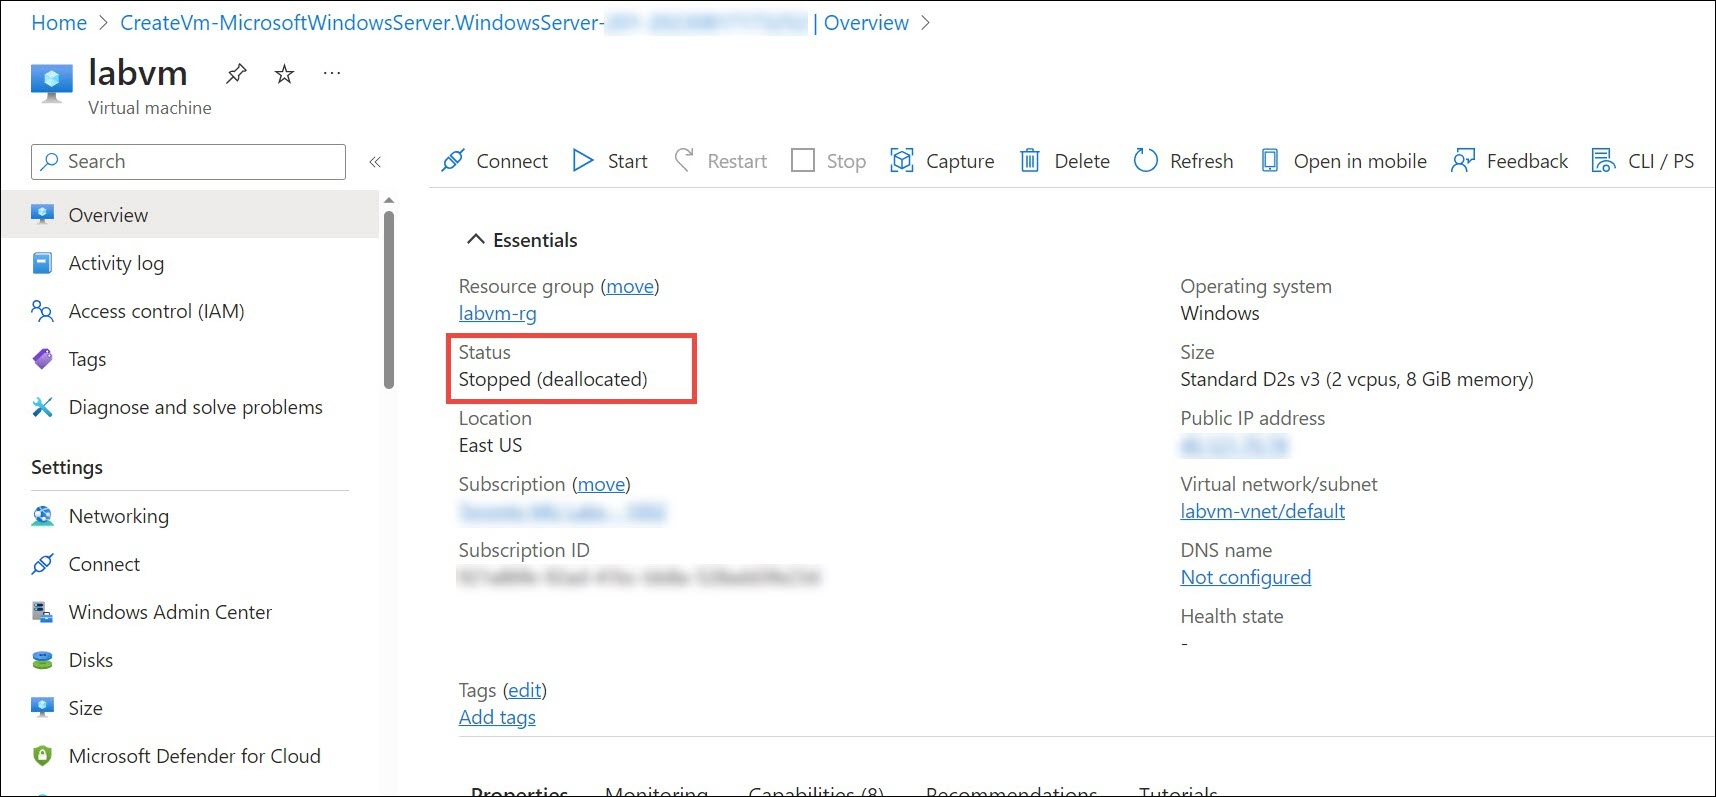 Home > CreateVm-MicrosoftWindowsServer.WindowsServer- | Overview >
labvm
Virtual machine
Search
Overview
Activity log
Access control (IAM)
Tags
Diagnose and solve problems
Settings
Networking
Connect
Windows Admin Center
Disks
Size
Microsoft Defender for Cloud
Connect Start Restart Stop Capture Delete Refresh Open in mobile Feedback CLI / PS
Essentials
Resource group (move)
labvm-rg
Status
Stopped (deallocated)
Location
East US
Subscription (move)
Subscription ID
Operating system
Windows
Size
Standard D2s v3 (2 vcpus, 8 GiB memory)
Public IP address
Virtual network/subnet
labvm-vnet/default
DNS name
Not configured
Health state
-
Tags (edit)
Add tags
Properties Monitoring Capabilities (8) Recommendations Tutorials